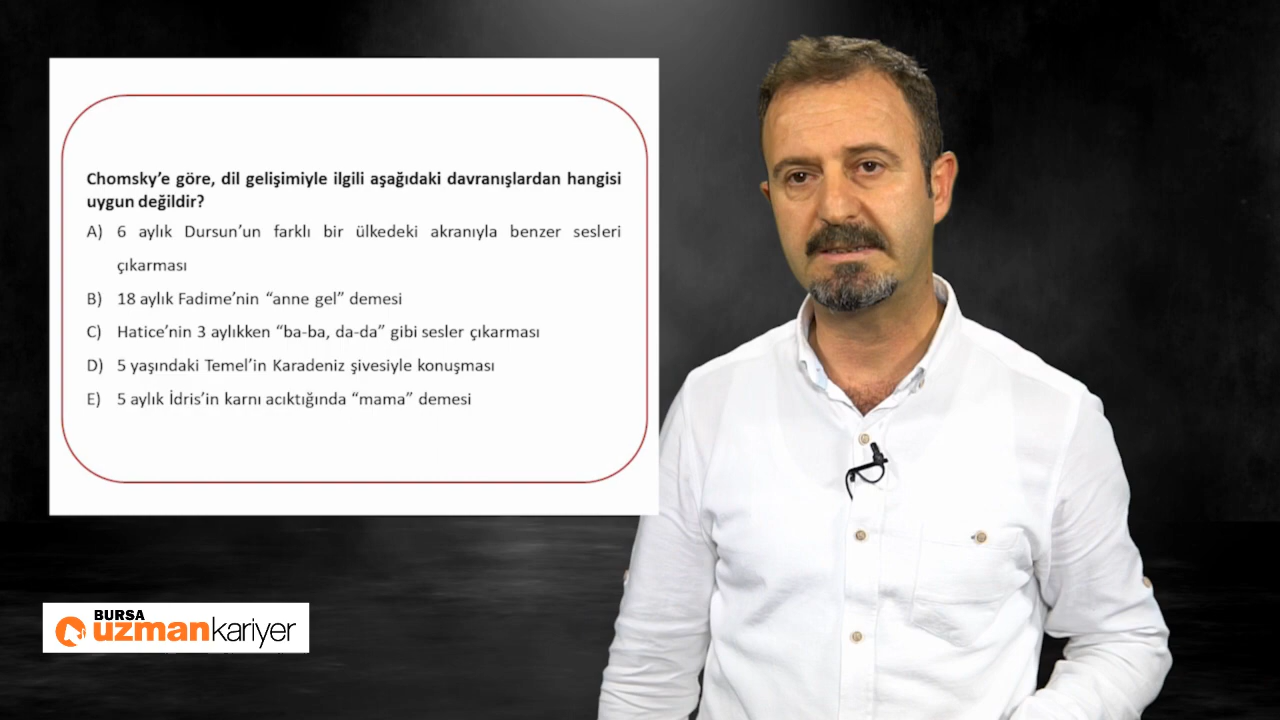 Chomsky’e göre, dil gelişimiyle ilgili aşağıdaki davranışlardan hangisi
uygun değildir?
A) 6 aylık Dursun’un farklı bir ülkedeki akranıyla benzer sesleri
çıkarması
B) 18 aylık Fadime’nin “anne gel” demesi
C) Hatice’nin 3 aylıkken “ba-ba, da-da” gibi sesler çıkarması
D) 5 yaşındaki Temel’in Karadeniz şivesiyle konuşması
E) 5 aylık İdris’in karnı acıktığında “mama” demesi
BURSA
uzmankariyer